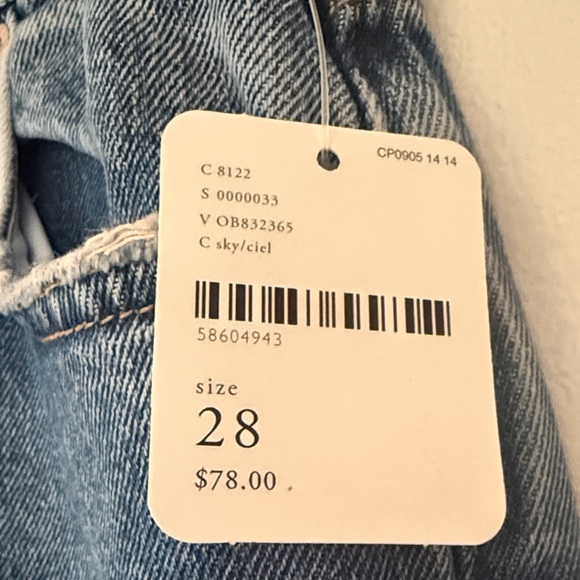 CP0905 14 14
C 8122
S 0000033
V OB832365
C sky/ciel
58604943
size
28
$78.00